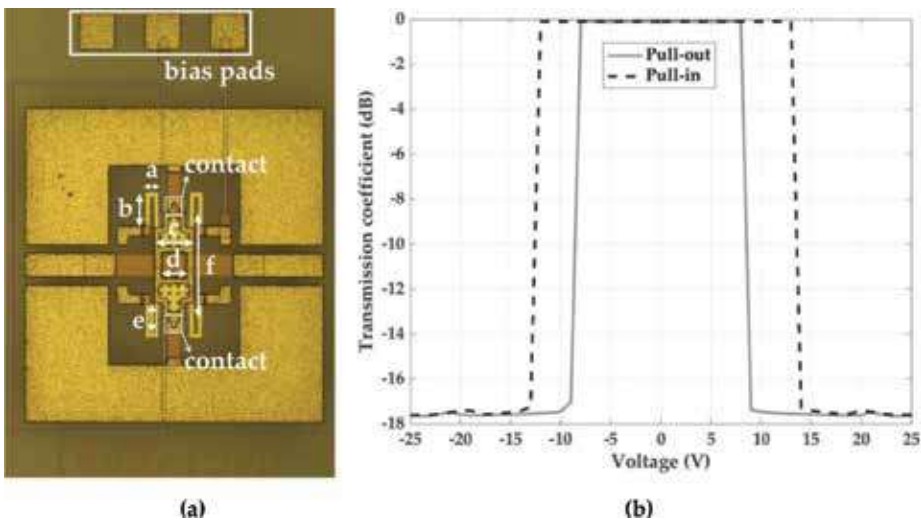 bias pads
contact
a
b
c
d
f
e
contact
(a)
0
-2
-4
-6
-8
-10
-12
-14
-16
-18
Transmission coefficient (dB)
Pull-out
Pull-in
-25 -20 -15 -10 -5 0 5 10 15 20 25
Voltage (V)
(b)